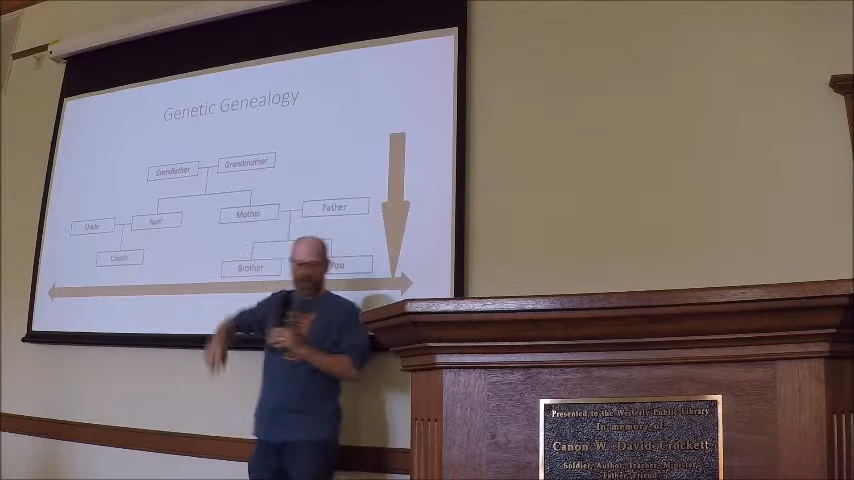 Genetic Genealogy
Grandfather Grandmother
Uncle Aunt Mother Father
Cousin Brother You
Presented to the Westerly Public Library
In memory of
Canon W. David Crockett
Soldier, Author, Teacher, Minister,
Father, Friend